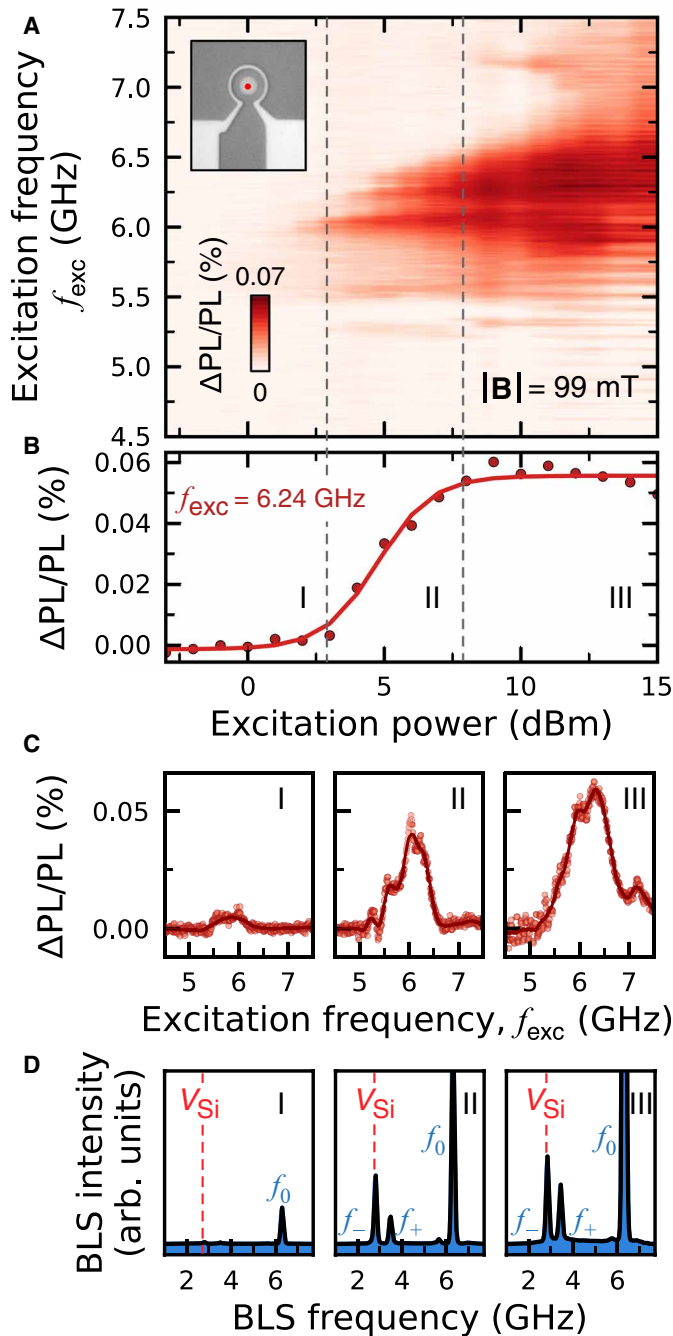 A
7.5
7.0
6.5
6.0
5.5
5.0
4.5
Excitation frequency
f_exc (GHz)
ΔPL/PL (%)
0.07
0
|B| = 99 mT
B
0.06
0.04
0.02
0.00
ΔPL/PL (%)
f_exc = 6.24 GHz
I II III
0 5 10 15
Excitation power (dBm)
C
ΔPL/PL (%)
0.05
0.00
I II III
5 6 7 5 6 7 5 6 7
Excitation frequency, f_exc (GHz)
D
BLS intensity
(arb. units)
V_Si I V_Si II V_Si III
f_0 f_0 f_0
f_- f_+ f_- f_+
2 4 6 2 4 6 2 4 6
BLS frequency (GHz)